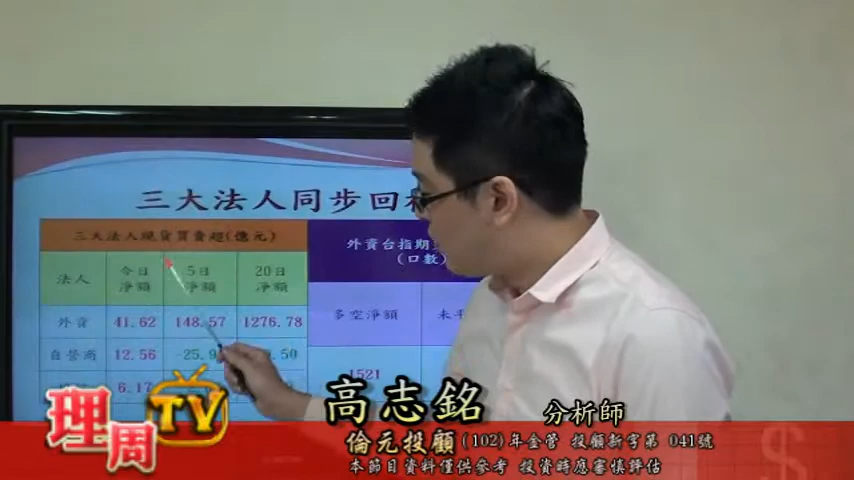 三大法人同步回
三大法人現貨買賣超(億元)
外資台指期
(口數)
法人 今日淨額 5日淨額 20日淨額
多空淨額
外資 41.62 148.57 1276.78
自營商 12.56 -25.9 .50
1521
6.17
高志銘 分析師
理周TV
倫元投顧(102)年金管 投顧新字第 041號
本節目資料僅供參考 投資時應審慎評估